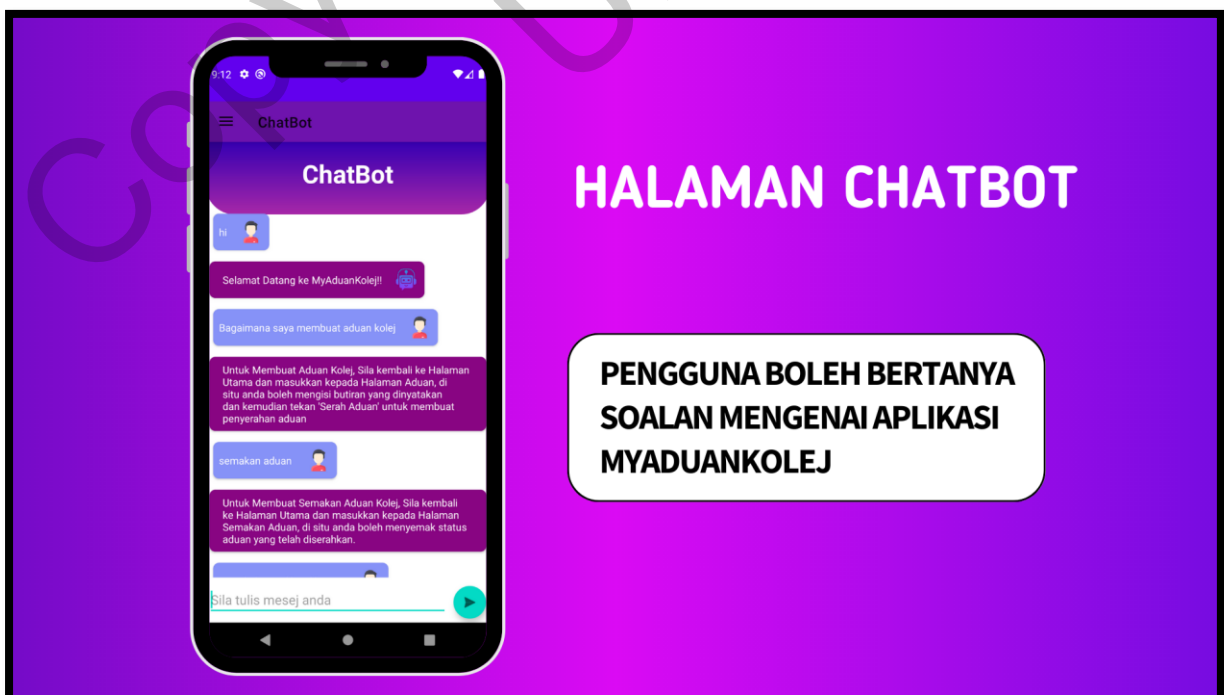 Copy
9:12
ChatBot
ChatBot
hi
Selamat Datang ke MyAduanKolej!!
Bagaimana saya membuat aduan kolej
Untuk Membuat Aduan Kolej, Sila kembali ke Halaman
Utama dan masukkan kepada Halaman Aduan, di
situ anda boleh mengisi butiran yang dinyatakan
dan kemudian tekan 'Serah Aduan' untuk membuat
penyerahan aduan
semakan aduan
Untuk Membuat Semakan Aduan Kolej, Sila kembali
ke Halaman Utama dan masukkan kepada Halaman
Semakan Aduan, di situ anda boleh menyemak status
aduan yang telah diserahkan.
Sila tulis mesej anda
HALAMAN CHATBOT
PENGGUNA BOLEH BERTANYA
SOALAN MENGENAI APLIKASI
MYADUANKOLEJ